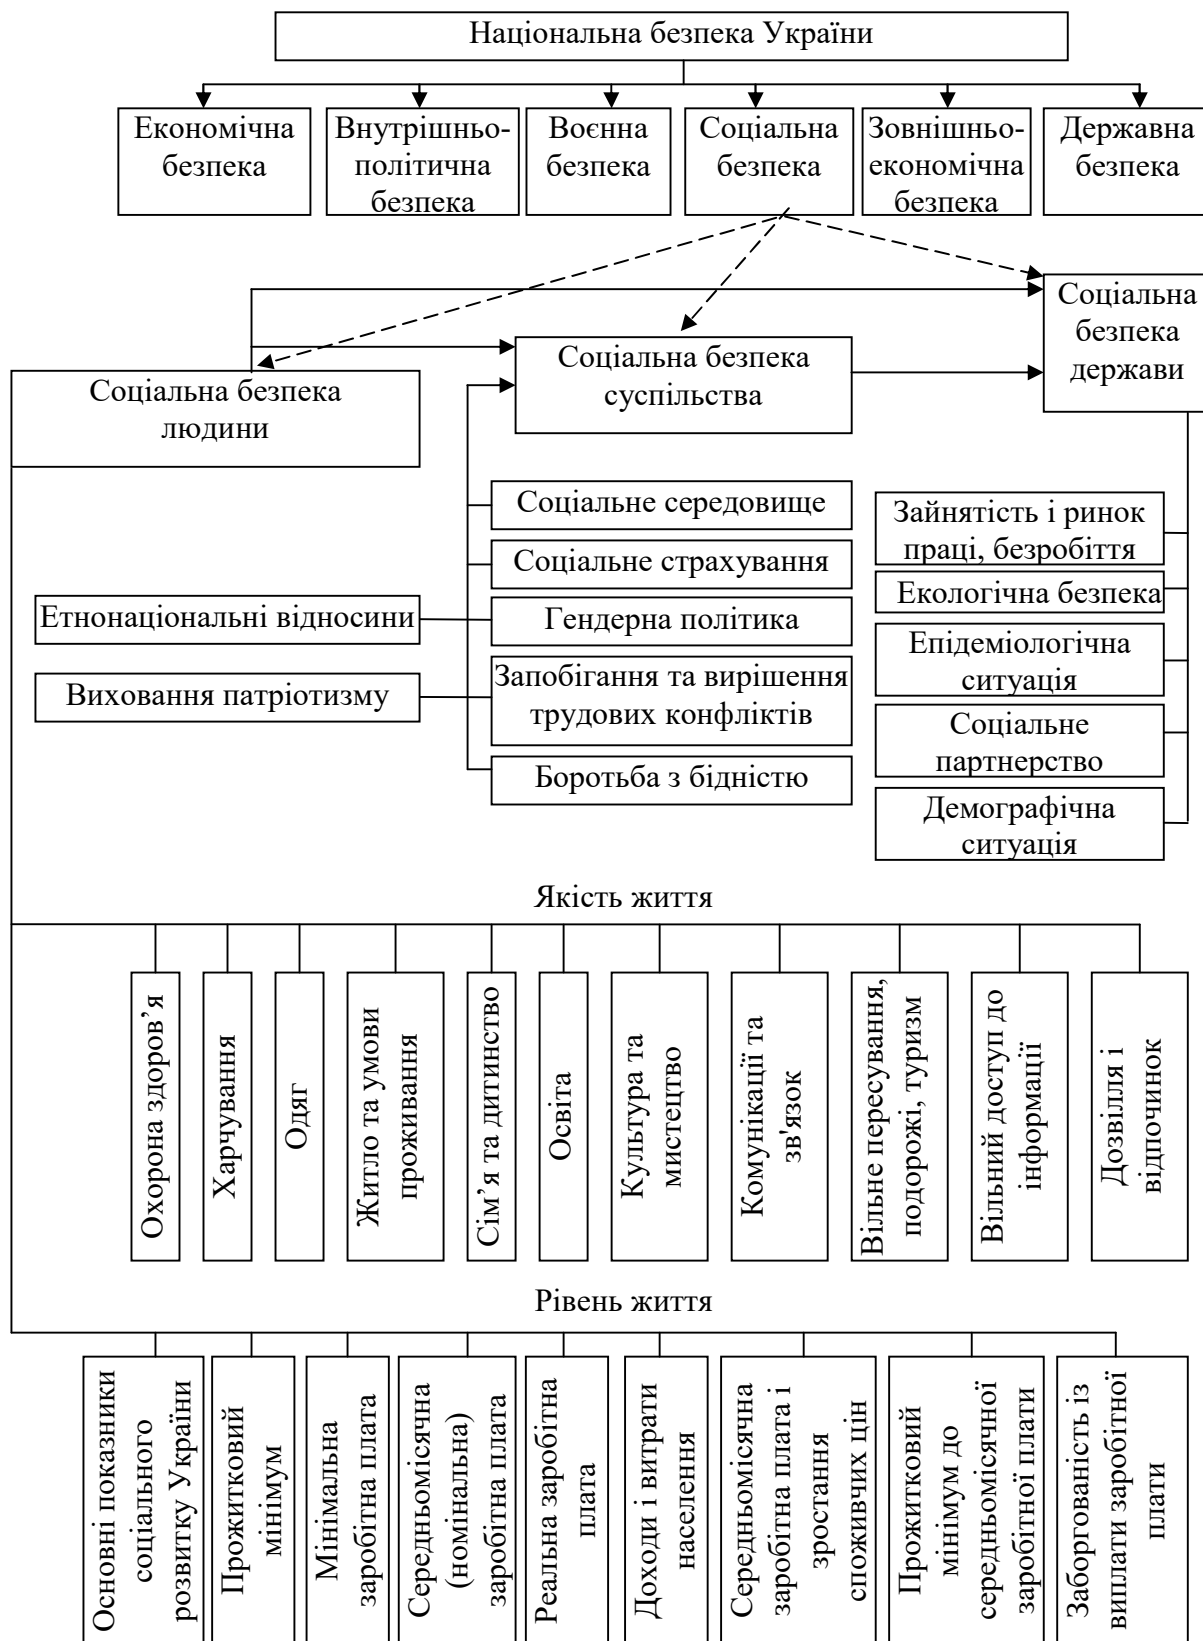 Національна безпека України
Економічна
безпека
Внутрішньо-
політична
безпека
Воєнна
безпека
Соціальна
безпека
Зовнішньо-
економічна
безпека
Державна
безпека
Соціальна безпека
людини
Соціальна безпека
суспільства
Соціальна
безпека
держави
Етнонаціональні відносини
Виховання патріотизму
Соціальне середовище
Соціальне страхування
Гендерна політика
Запобігання та вирішення
трудових конфліктів
Боротьба з бідністю
Зайнятість і ринок
праці, безробіття
Екологічна безпека
Епідеміологічна
ситуація
Соціальне
партнерство
Демографічна
ситуація
Якість життя
Охорона здоров’я
Харчування
Одяг
Житло та умови
проживання
Сім’я та дитинство
Освіта
Культура та
мистецтво
Комунікації та
зв'язок
Вільне пересування,
подорожі, туризм
Вільний доступ до
інформації
Дозвілля і
відпочинок
Рівень життя
Основні показники
соціального
розвитку України
Прожитковий
мінімум
Мінімальна
заробітна плата
Середньомісячна
(номінальна)
заробітна плата
Реальна заробітна
плата
Доходи і витрати
населення
Середньомісячна
заробітна плата і
зростання
споживчих цін
Прожитковий
мінімум до
середньомісячної
заробітної плати
Заборгованість із
виплати заробітної
плати